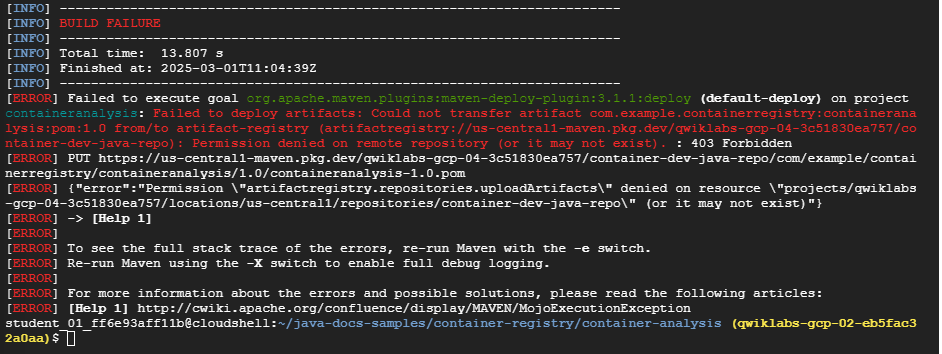 [INFO] ------------------------------------------------------------------------
[INFO] BUILD FAILURE
[INFO] ------------------------------------------------------------------------
[INFO] Total time:  13.807 s
[INFO] Finished at: 2025-03-01T11:04:39Z
[INFO] ------------------------------------------------------------------------
[ERROR] Failed to execute goal org.apache.maven.plugins:maven-deploy-plugin:3.1.1:deploy (default-deploy) on project
containeranalysis: Failed to deploy artifacts: Could not transfer artifact com.example.containerregistry:containerana
lysis:pom:1.0 from/to artifact-registry (artifactregistry://us-central1-maven.pkg.dev/qwiklabs-gcp-04-3c51830ea757/co
ntainer-dev-java-repo): Permission denied on remote repository (or it may not exist). : 403 Forbidden
[ERROR] PUT https://us-central1-maven.pkg.dev/qwiklabs-gcp-04-3c51830ea757/container-dev-java-repo/com/example/contai
nerregistry/containeranalysis/1.0/containeranalysis-1.0.pom
[ERROR] {"error":"Permission \"artifactregistry.repositories.uploadArtifacts\" denied on resource \"projects/qwiklabs
-gcp-04-3c51830ea757/locations/us-central1/repositories/container-dev-java-repo\" (or it may not exist)"}
[ERROR] -> [Help 1]
[ERROR]
[ERROR] To see the full stack trace of the errors, re-run Maven with the -e switch.
[ERROR] Re-run Maven using the -X switch to enable full debug logging.
[ERROR]
[ERROR] For more information about the errors and possible solutions, please read the following articles:
[ERROR] [Help 1] http://cwiki.apache.org/confluence/display/MAVEN/MojoExecutionException
student_01_ff6e93aff11b@cloudshell:~/java-docs-samples/container-registry/container-analysis (qwiklabs-gcp-02-eb5fac3
2a0aa)$